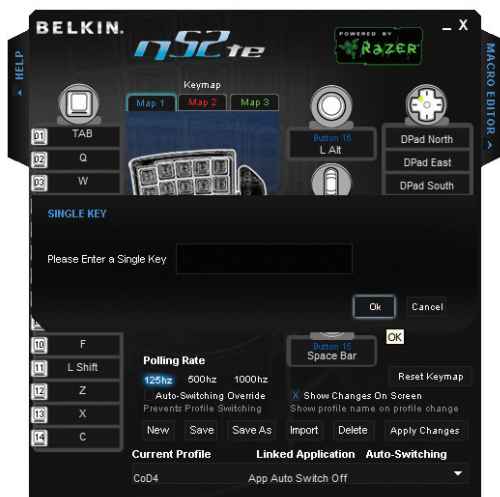 BELKIN.
n52te
POWERED BY
RAZER
_ X
HELP
MACRO EDITOR
Keymap
Map 1 Map 2 Map 3
01 TAB
02 Q
03 W
Button 16
L Alt
DPad North
DPad East
DPad South
SINGLE KEY
Please Enter a Single Key
Ok Cancel
OK
10 F
11 L Shift
12 Z
13 X
14 C
Button 15
Space Bar
Polling Rate
125hz 500hz 1000hz
Reset Keymap
Auto-Switching Override
Prevents Profile Switching
X Show Changes On Screen
Show profile name on profile change
New Save Save As Import Delete Apply Changes
Current Profile Linked Application Auto-Switching
CoD4 App Auto Switch Off